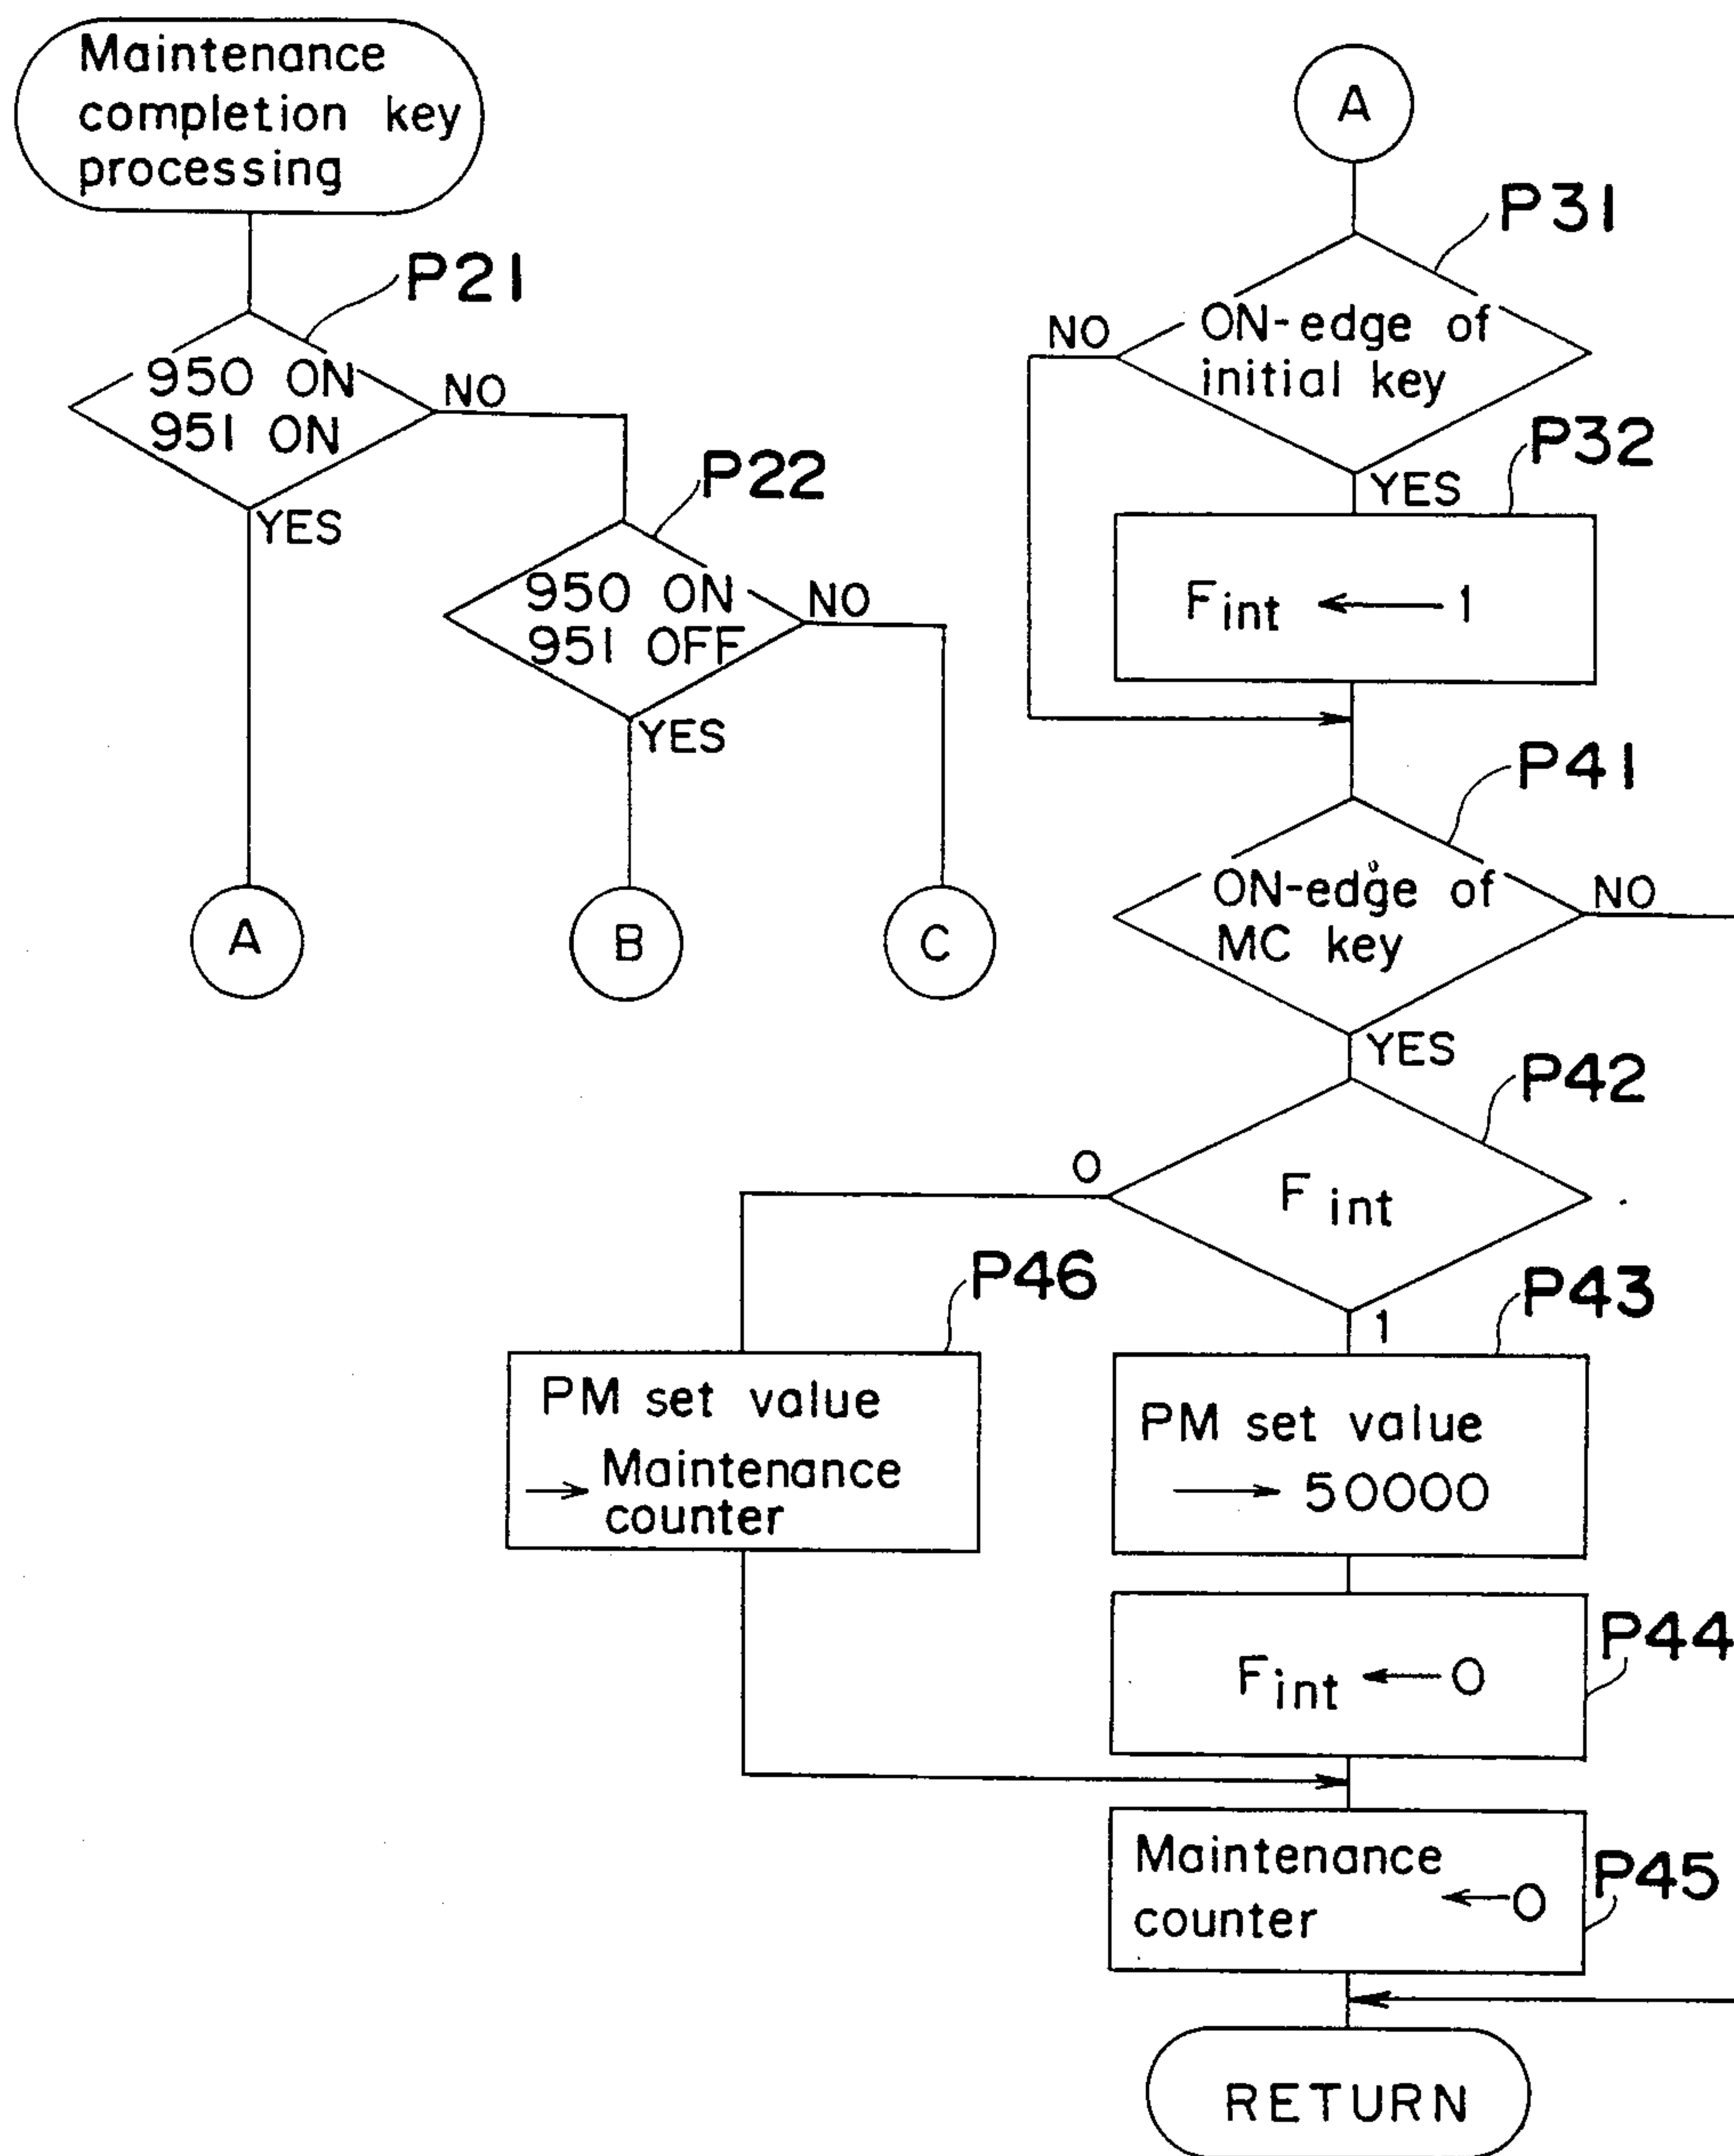 Maintenance
completion key
processing
P21
950 ON
951 ON
NO
YES
P22
950 ON
951 OFF
NO
YES
A
B
C
A
P31
ON-edge of
initial key
NO
YES
P32
Fint ← 1
P41
ON-edge of
MC key
NO
YES
P42
F int
0
1
P46
PM set value
→ Maintenance
counter
P43
PM set value
→ 50000
P44
Fint ← 0
P45
Maintenance
counter ← 0
RETURN